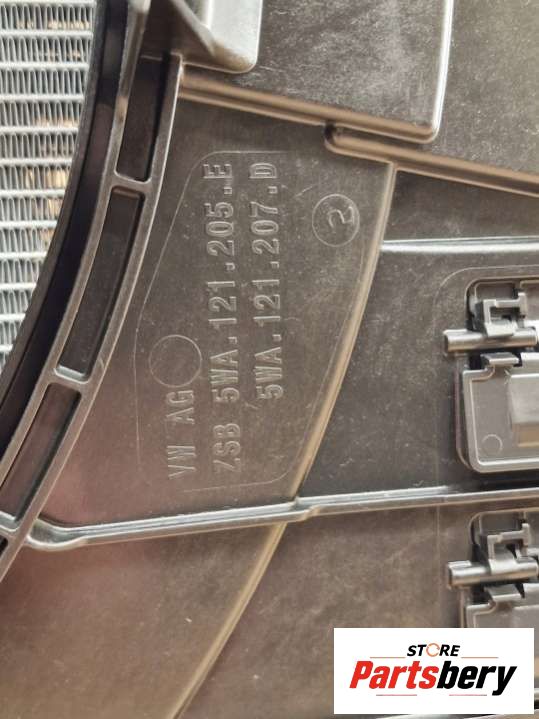 VW AG
ZSB 5WA.121.205.E
5WA.121.207.D
2
STORE
Partsbery